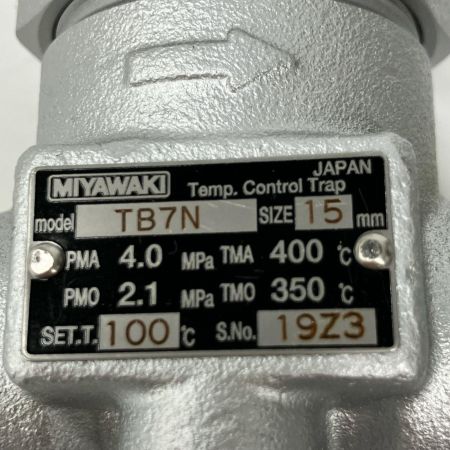 JAPAN
MIYAWAKI Temp. Control Trap
model TB7N SIZE 15 mm
PMA 4.0 MPa TMA 400 °C
PMO 2.1 MPa TMO 350 °C
SET.T. 100 °C S.No. 19Z3